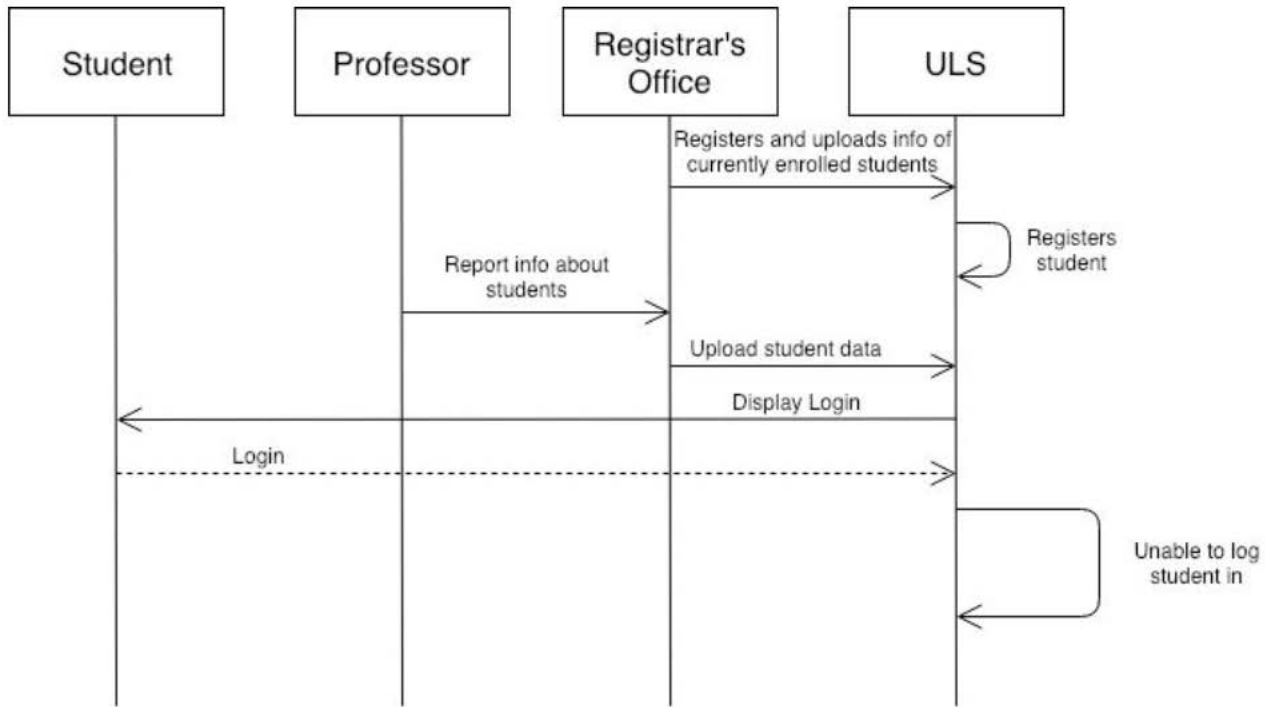 Student
Professor
Registrar's
Office
ULS
Registers and uploads info of
currently enrolled students
Registers
student
Report info about
students
Upload student data
Display Login
Login
Unable to log
student in